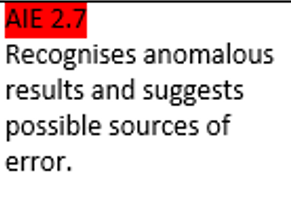 AIE 2.7
Recognises anomalous
results and suggests
possible sources of
error.